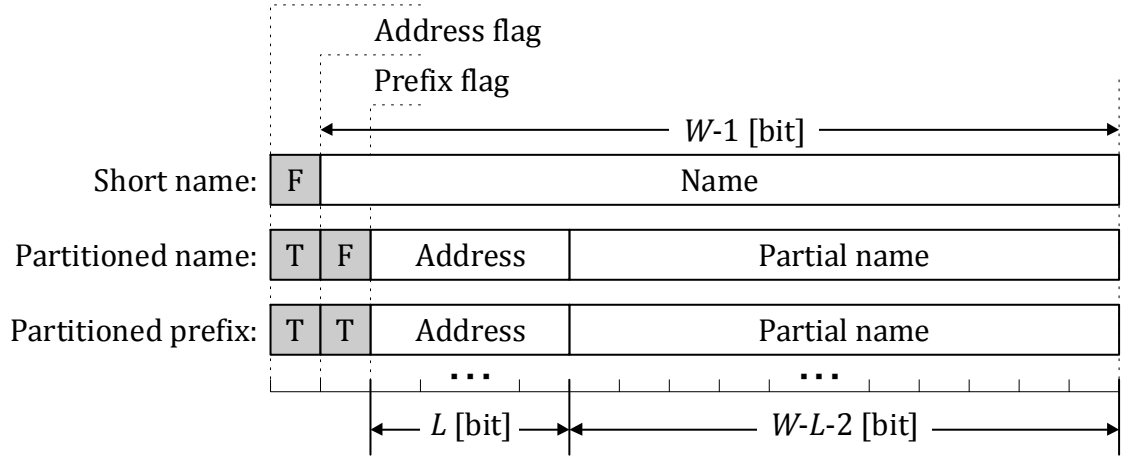 Address flag
Prefix flag
W-1 [bit]
Short name: F Name
Partitioned name: T F Address Partial name
Partitioned prefix: T T Address Partial name
... ...
L [bit] W-L-2 [bit]